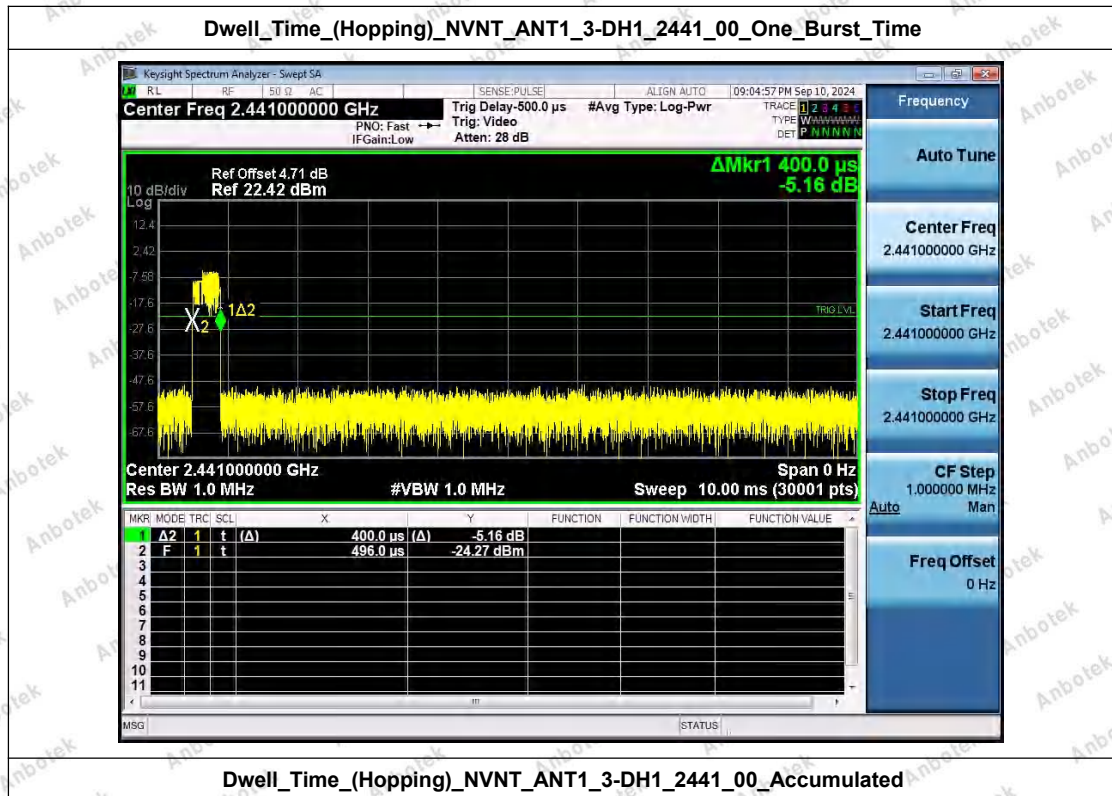 Dwell_Time_(Hopping)_NVNT_ANT1_3-DH1_2441_00_One_Burst_Time
Keysight Spectrum Analyzer - Swept SA
RL RF 50 Ω AC SENSE:PULSE ALIGN AUTO 09:04:57 PM Sep 10, 2024
Center Freq 2.441000000 GHz
PNO: Fast
IFGain:Low
Trig Delay-500.0 µs
Trig: Video
Atten: 28 dB
#Avg Type: Log-Pwr
TRACE 1 2 3 4 5 6
TYPE W
DET P N N N N N
Ref Offset 4.71 dB
10 dB/div Ref 22.42 dBm
Log
ΔMkr1 400.0 µs
-5.16 dB
12.4
2.42
-7.58
-17.6
-27.6
-37.6
-47.6
-57.6
-67.6
X2
1Δ2
TRIG LVL
Center 2.441000000 GHz Span 0 Hz
Res BW 1.0 MHz #VBW 1.0 MHz Sweep 10.00 ms (30001 pts)
MKR MODE TRC SCL X Y FUNCTION FUNCTION WIDTH FUNCTION VALUE
1 Δ2 1 t (Δ) 400.0 µs (Δ) -5.16 dB
2 F 1 t 496.0 µs -24.27 dBm
3
4
5
6
7
8
9
10
11
MSG STATUS
Frequency
Auto Tune
Center Freq
2.441000000 GHz
Start Freq
2.441000000 GHz
Stop Freq
2.441000000 GHz
CF Step
1.000000 MHz
Auto Man
Freq Offset
0 Hz
Dwell_Time_(Hopping)_NVNT_ANT1_3-DH1_2441_00_Accumulated
Anbotek